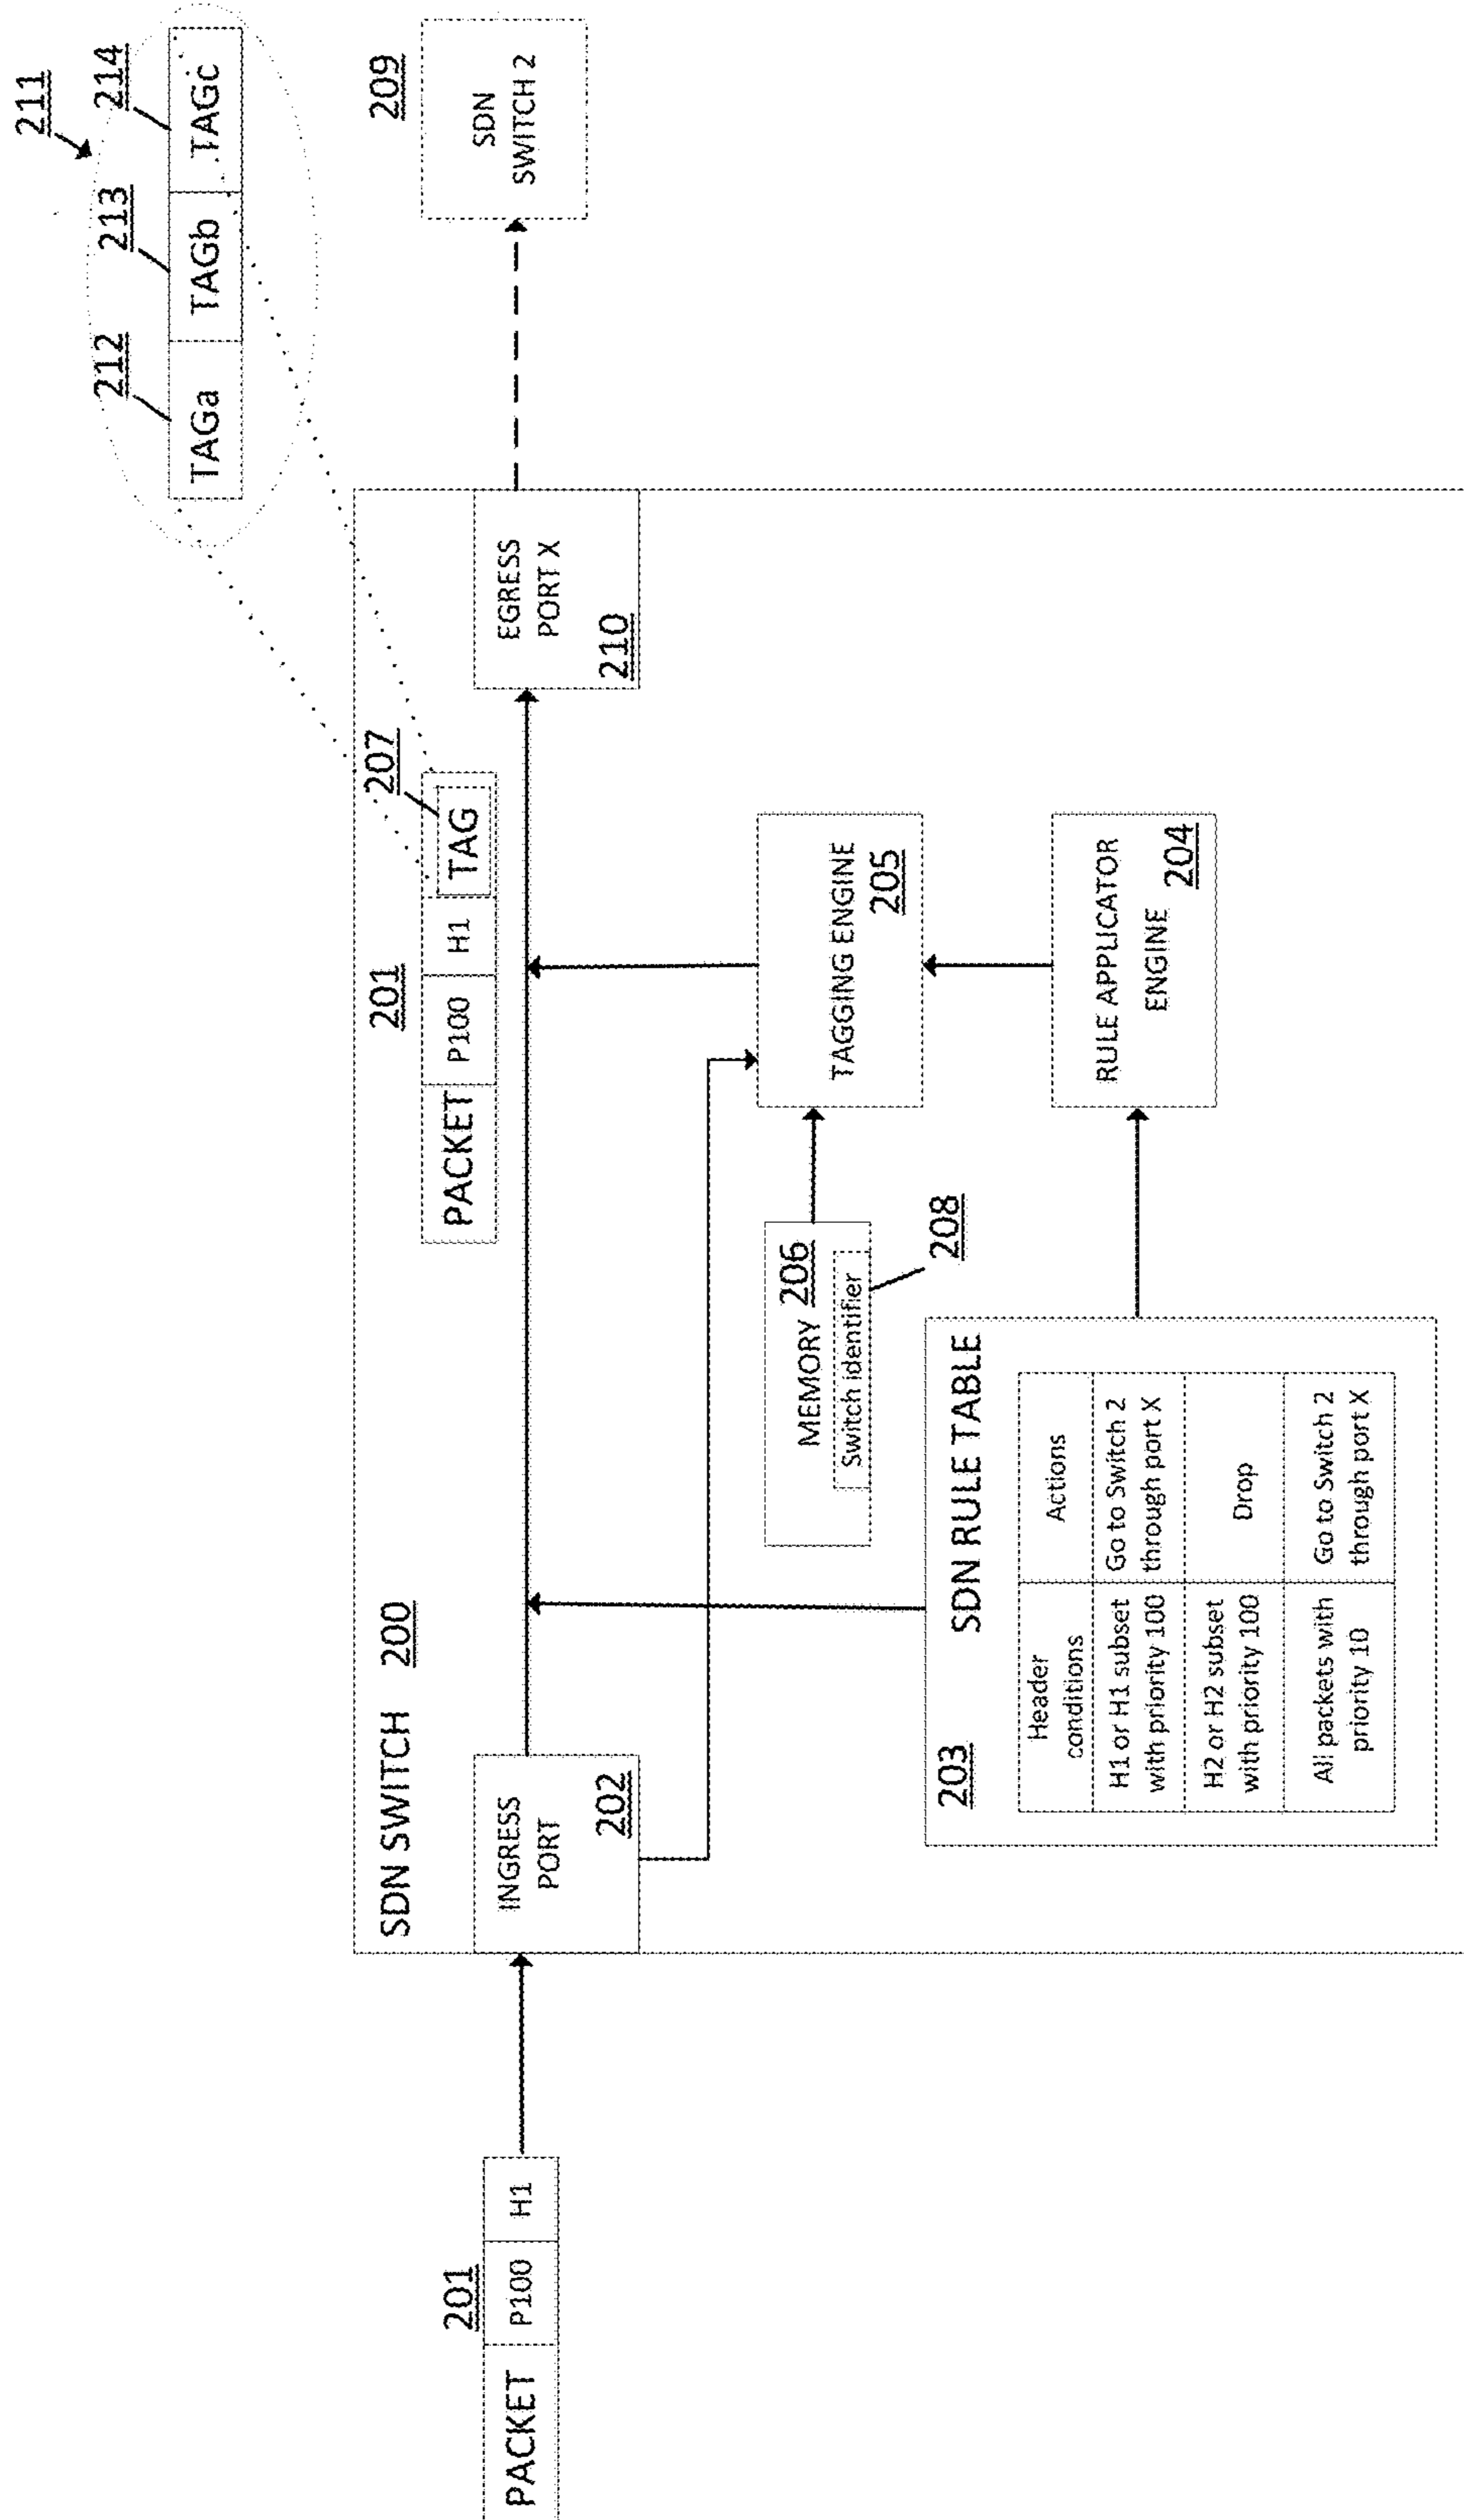 211
212
213
214
TAGa
TAGb
TAGc
SDN SWITCH
200
201
207
209
PACKET
P100
H1
TAG
SDN
SWITCH 2
201
PACKET
P100
H1
INGRESS
PORT
202
EGRESS
PORT X
210
MEMORY
206
Switch identifier
208
TAGGING ENGINE
205
203
SDN RULE TABLE
Header
conditions
Actions
H1 or H1 subset
with priority 100
Go to Switch 2
through port X
H2 or H2 subset
with priority 100
Drop
All packets with
priority 10
Go to Switch 2
through port X
RULE APPLICATOR
ENGINE
204